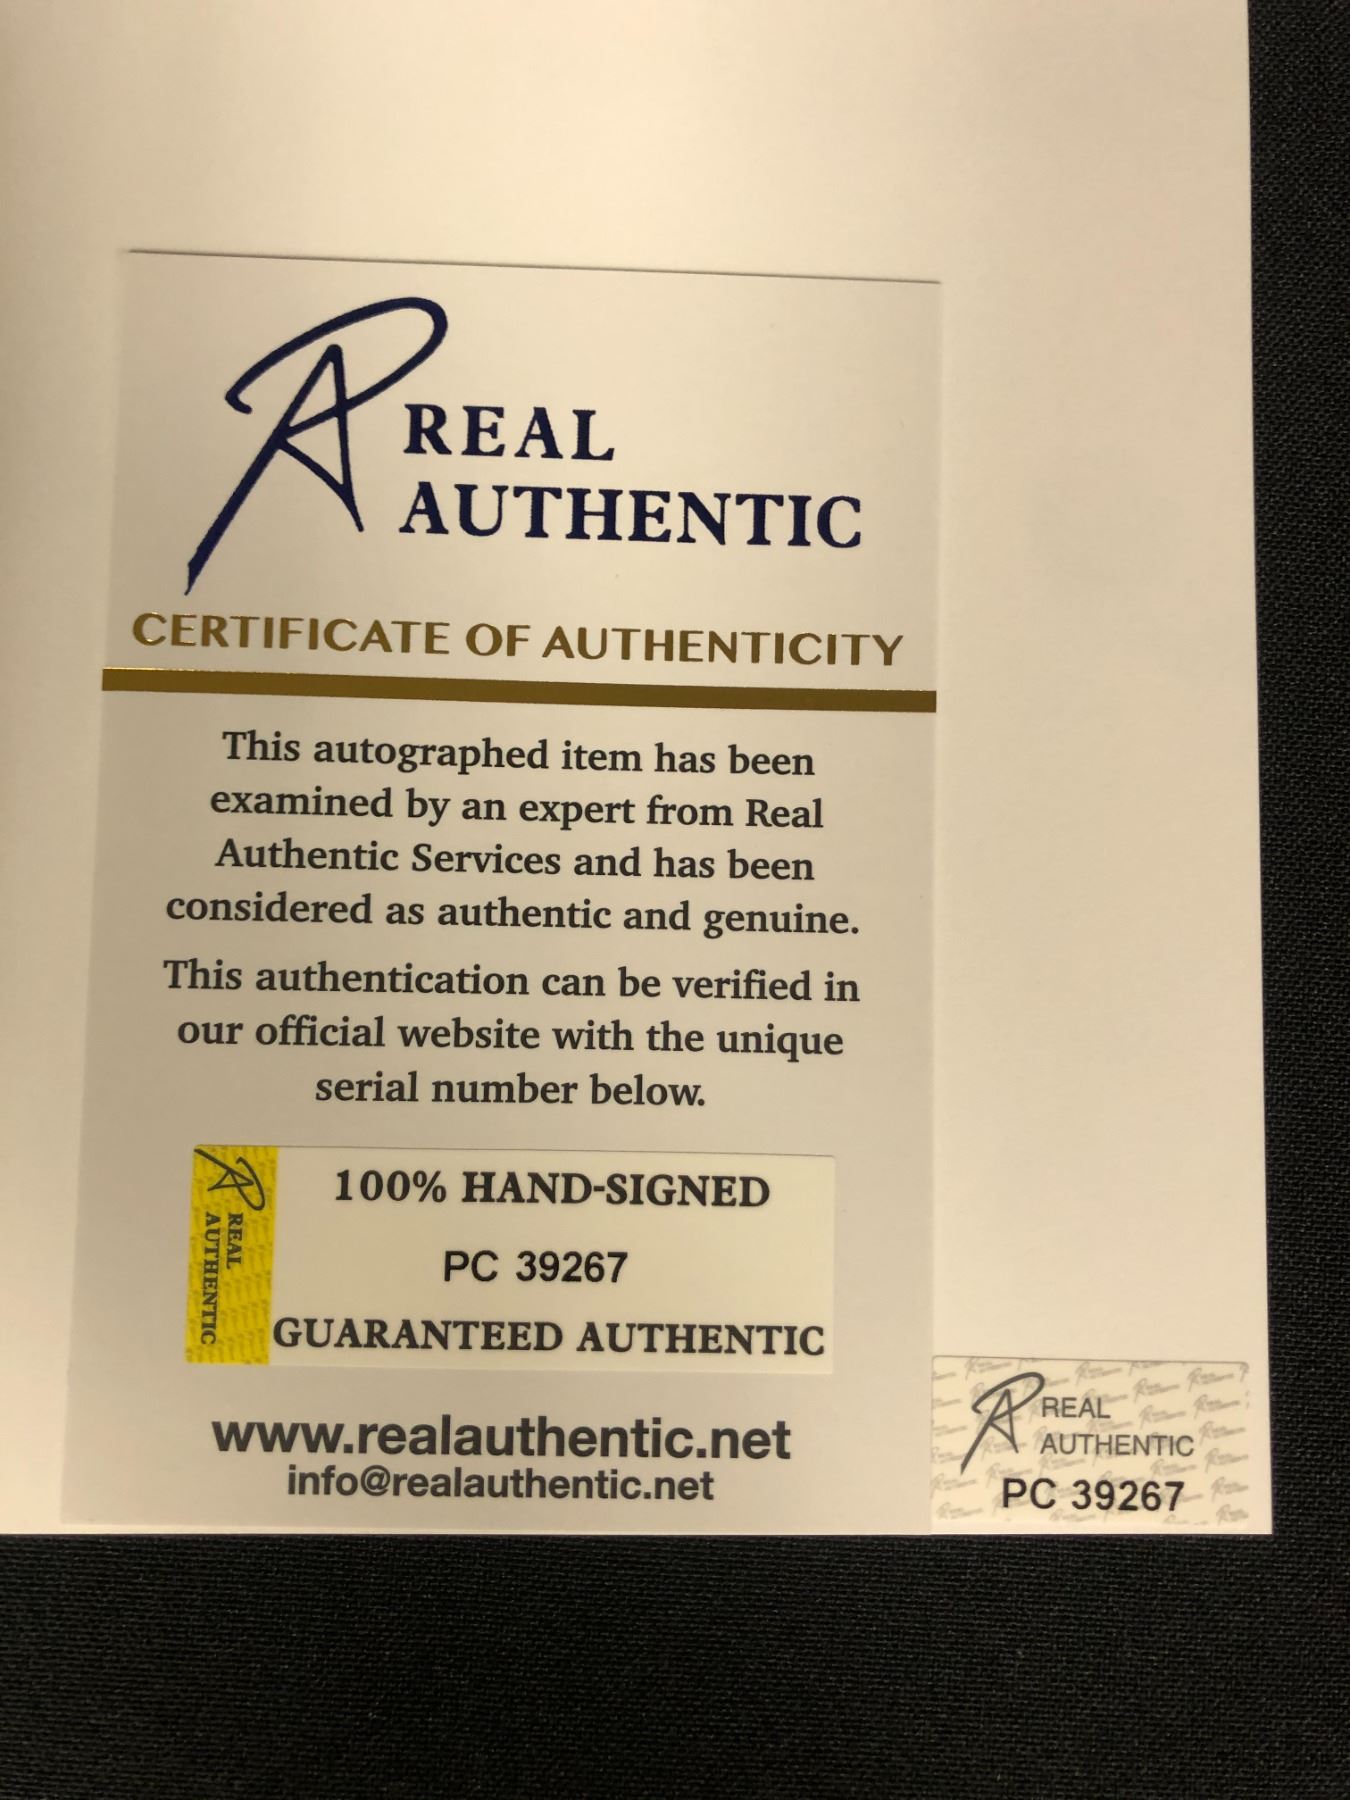 REAL
AUTHENTIC
CERTIFICATE OF AUTHENTICITY
This autographed item has been
examined by an expert from Real
Authentic Services and has been
considered as authentic and genuine.
This authentication can be verified in
our official website with the unique
serial number below.
REAL
AUTHENTIC
100% HAND-SIGNED
PC 39267
GUARANTEED AUTHENTIC
www.realauthentic.net
info@realauthentic.net
REAL
AUTHENTIC
PC 39267